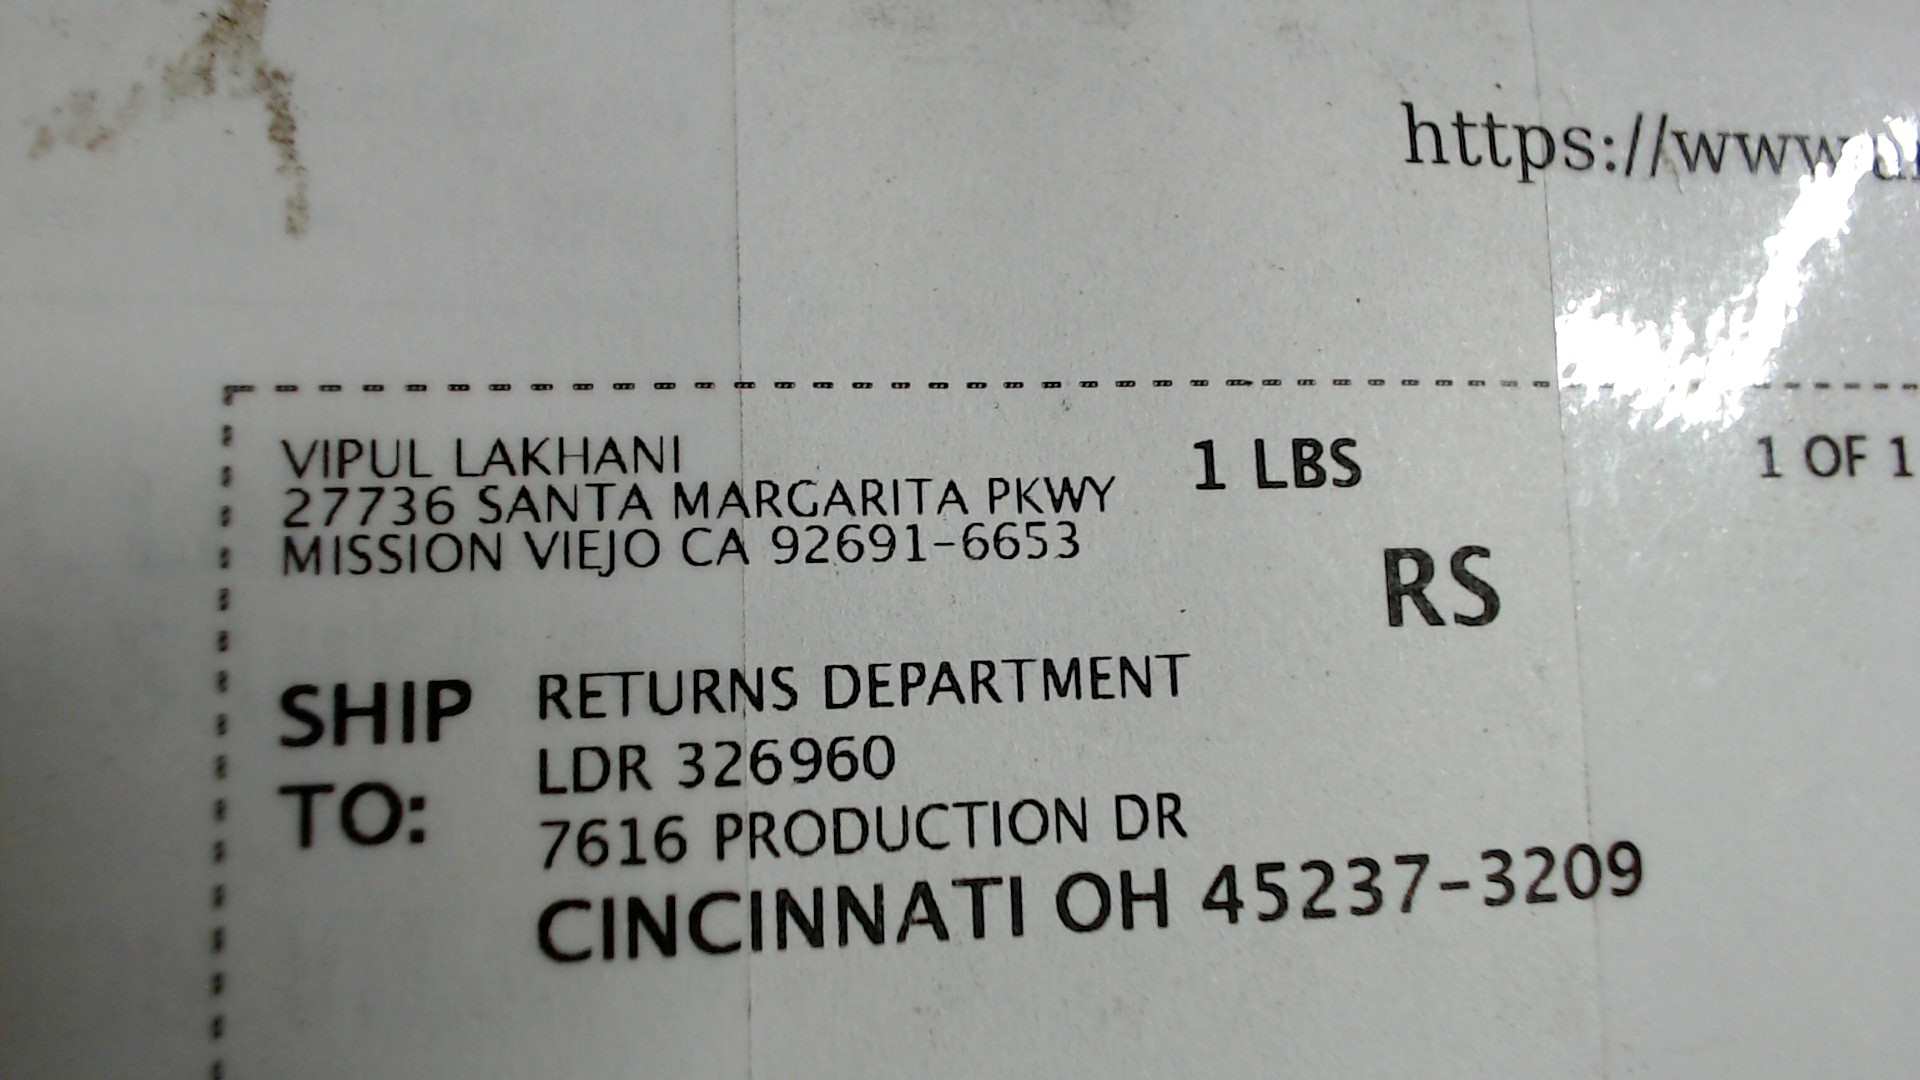 https://www
VIPUL LAKHANI
27736 SANTA MARGARITA PKWY
MISSION VIEJO CA 92691-6653
1 LBS
1 OF 1
RS
SHIP TO:
RETURNS DEPARTMENT
LDR 326960
7616 PRODUCTION DR
CINCINNATI OH 45237-3209